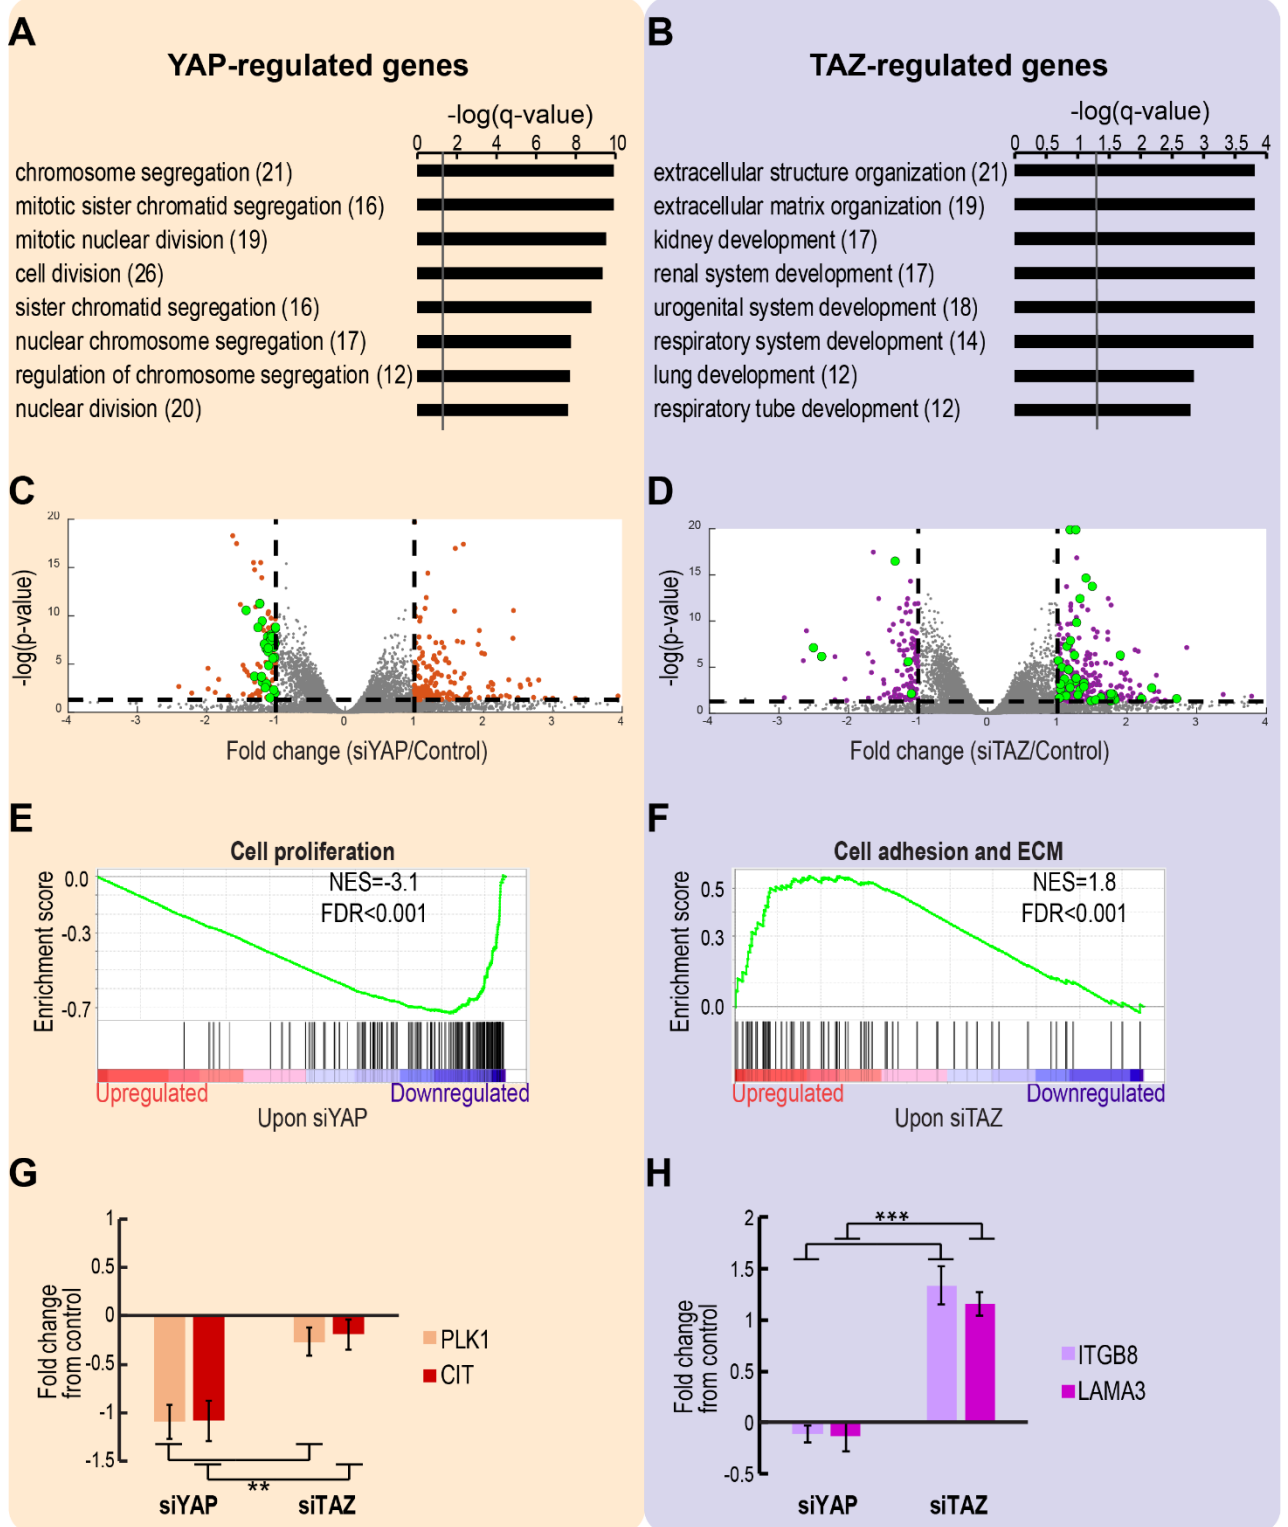 A
YAP-regulated genes
-log(q-value)
0 2 4 6 8 10
chromosome segregation (21)
mitotic sister chromatid segregation (16)
mitotic nuclear division (19)
cell division (26)
sister chromatid segregation (16)
nuclear chromosome segregation (17)
regulation of chromosome segregation (12)
nuclear division (20)
B
TAZ-regulated genes
-log(q-value)
0 0.5 1 1.5 2 2.5 3 3.5 4
extracellular structure organization (21)
extracellular matrix organization (19)
kidney development (17)
renal system development (17)
urogenital system development (18)
respiratory system development (14)
lung development (12)
respiratory tube development (12)
C
-log(p-value)
20
15
10
5
0
-4 -3 -2 -1 0 1 2 3 4
Fold change (siYAP/Control)
D
-log(p-value)
20
15
10
5
0
-4 -3 -2 -1 0 1 2 3 4
Fold change (siTAZ/Control)
E
Cell proliferation
NES=-3.1
FDR<0.001
Enrichment score
0.0
-0.3
-0.7
Upregulated Downregulated
Upon siYAP
F
Cell adhesion and ECM
NES=1.8
FDR<0.001
Enrichment score
0.5
0.3
0.0
Upregulated Downregulated
Upon siTAZ
G
Fold change
from control
1
0.5
0
-0.5
-1
-1.5
PLK1
CIT
**
siYAP siTAZ
H
Fold change
from control
2
1.5
1
0.5
0
-0.5
***
ITGB8
LAMA3
siYAP siTAZ